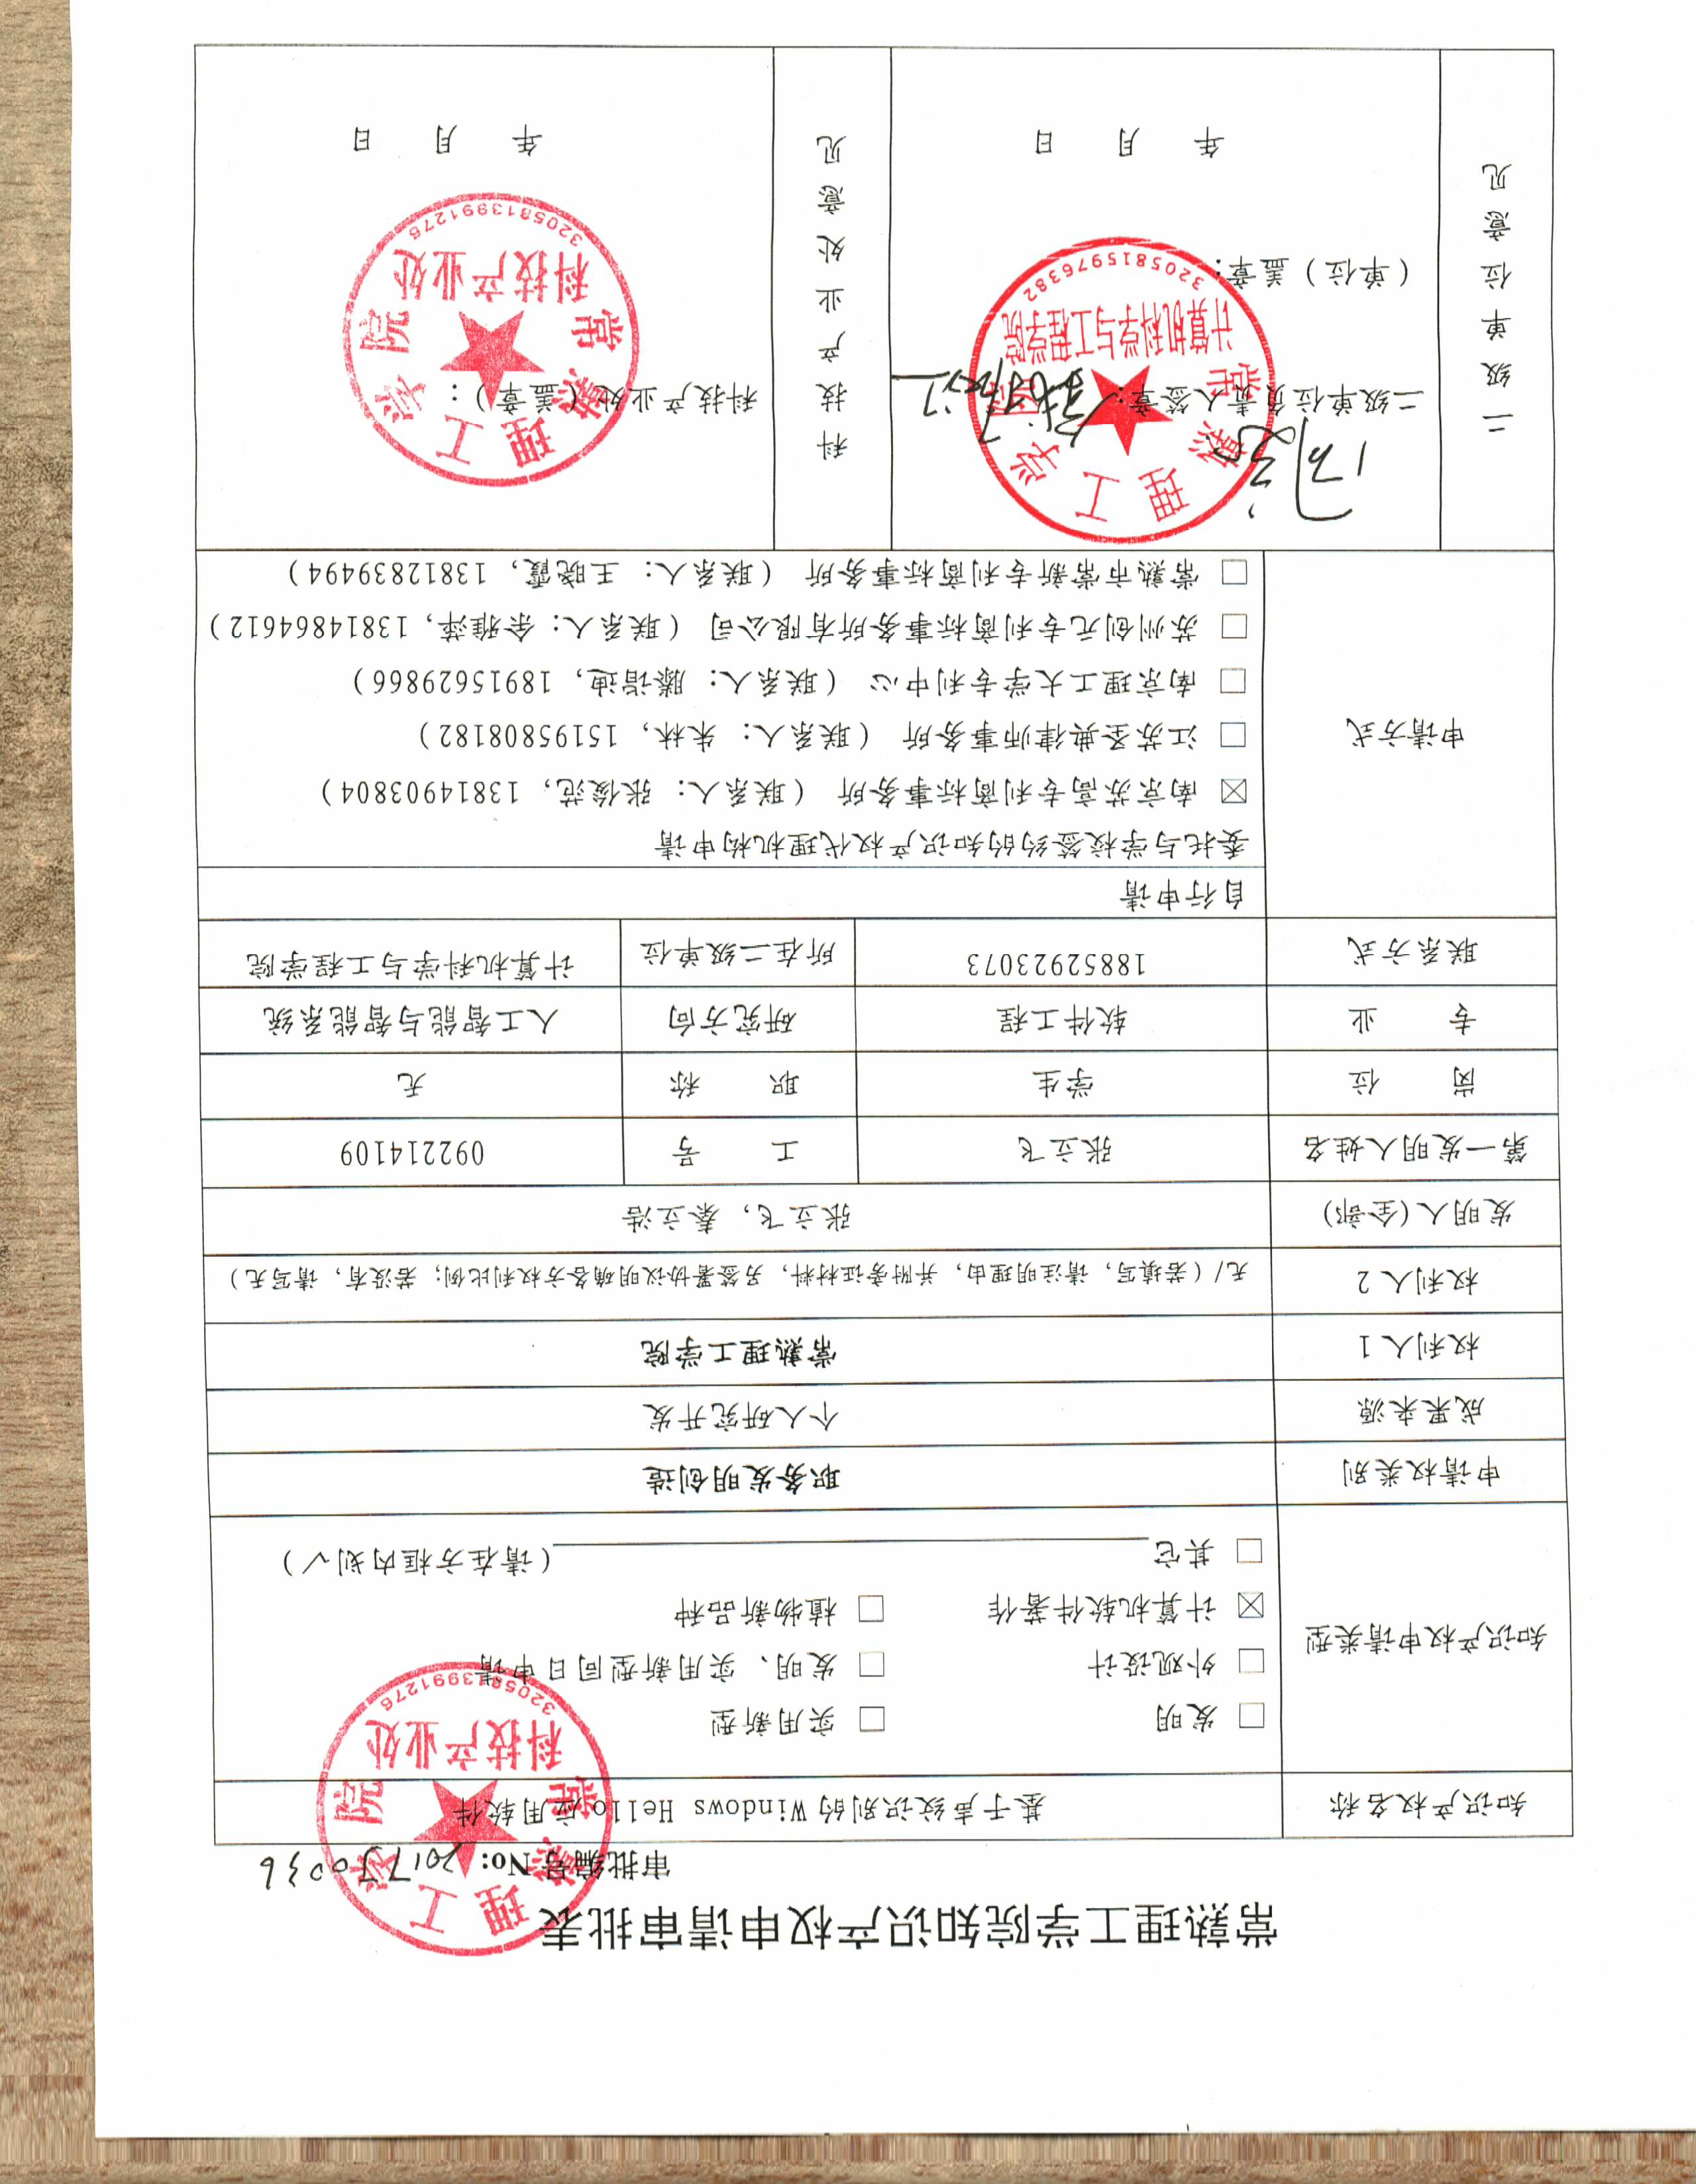 常熟理工学院知识产权申请审批表
审批编号 No: 2017J0036
常熟理工学院
科技产业处
3205813991276
知识产权名称 基于声纹识别的 Windows Hello 应用软件
知识产权申请类型
□ 发明 □ 实用新型
□ 外观设计 □ 发明、实用新型同日申请
☒ 计算机软件著作 □ 植物新品种
□ 其它 (请在方框内划✓)
申请权类别 职务发明创造
成果来源 个人研究开发
权利人 1 常熟理工学院
权利人 2 无/(若填写，请注明理由，并附旁证材料，另签署协议明确各方权利比例；若没有，请写无)
发明人(全部) 张立飞，秦立浩
第一发明人姓名 张立飞 工 号 092214109
岗 位 学生 职 称 无
专 业 软件工程 研究方向 人工智能与智能系统
联系方式 18852923073 所在二级单位 计算机科学与工程学院
申请方式
自行申请
委托与学校签约的知识产权代理机构申请
☒ 南京苏高专利商标事务所 (联系人：张俊范，13814903804)
□ 江苏圣典律师事务所 (联系人：朱林，15195808182)
□ 南京理工大学专利中心 (联系人：滕诣迪，18915629866)
□ 苏州创元专利商标事务所有限公司 (联系人：余雅萍，13814864612)
□ 常熟市常新专利商标事务所 (联系人：王晓霞，13812839494)
二级单位意见
同意
二级单位负责人签章: 钱振江
(单位) 盖章:
常熟理工学院
计算机科学与工程学院
3205815976382
年 月 日
科技产业处意见
科技产业处 (盖章):
常熟理工学院
科技产业处
3205813991276
年 月 日